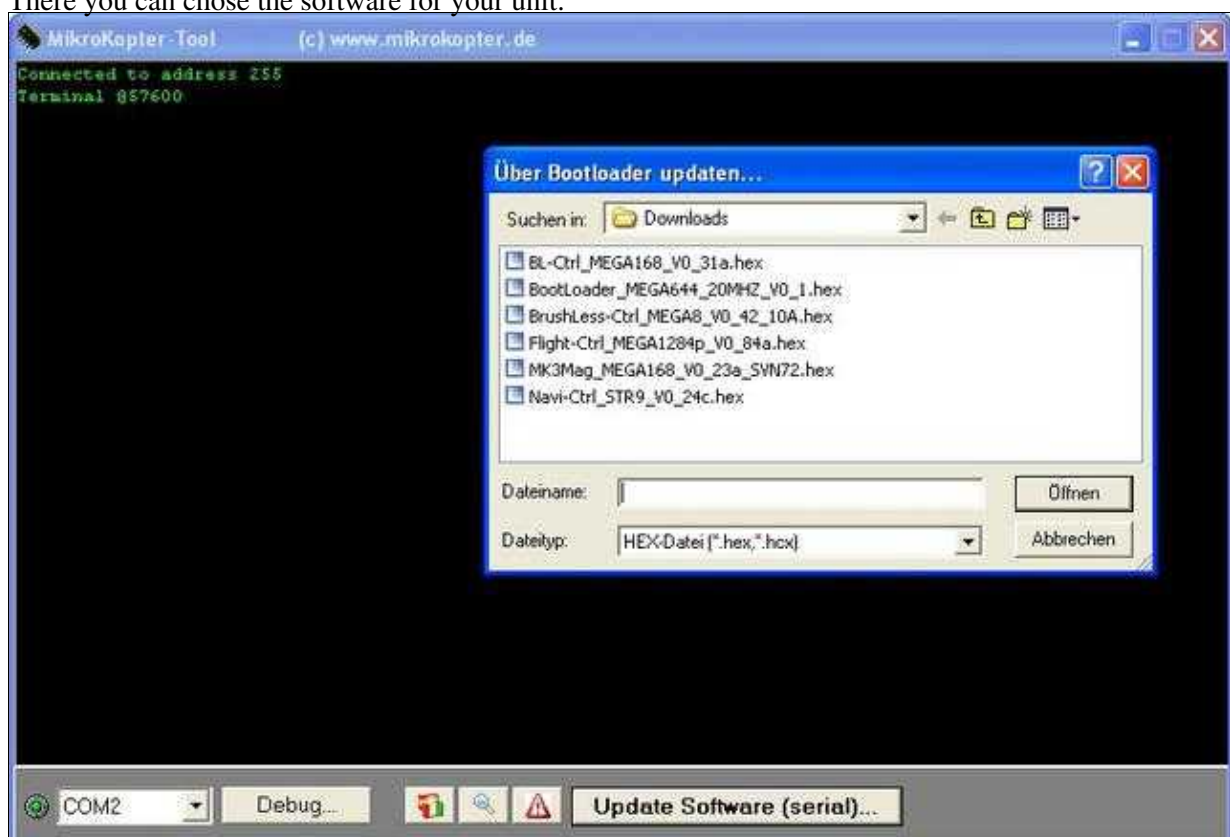 There you can chose the software for your unit.
MikroKopter-Tool (c) www.mikrokopter.de
Connected to address 255
Terminal @57600
Über Bootloader updaten...
Suchen in: Downloads
BL-Ctrl_MEGA168_V0_31a.hex
BootLoader_MEGA644_20MHZ_V0_1.hex
BrushLess-Ctrl_MEGA8_V0_42_10A.hex
Flight-Ctrl_MEGA1284p_V0_84a.hex
MK3Mag_MEGA168_V0_23a_SVN72.hex
Navi-Ctrl_STR9_V0_24c.hex
Dateiname: Öffnen
Dateityp: HEX-Datei (*.hex,*.hcx) Abbrechen
COM2 Debug... Update Software (serial)...